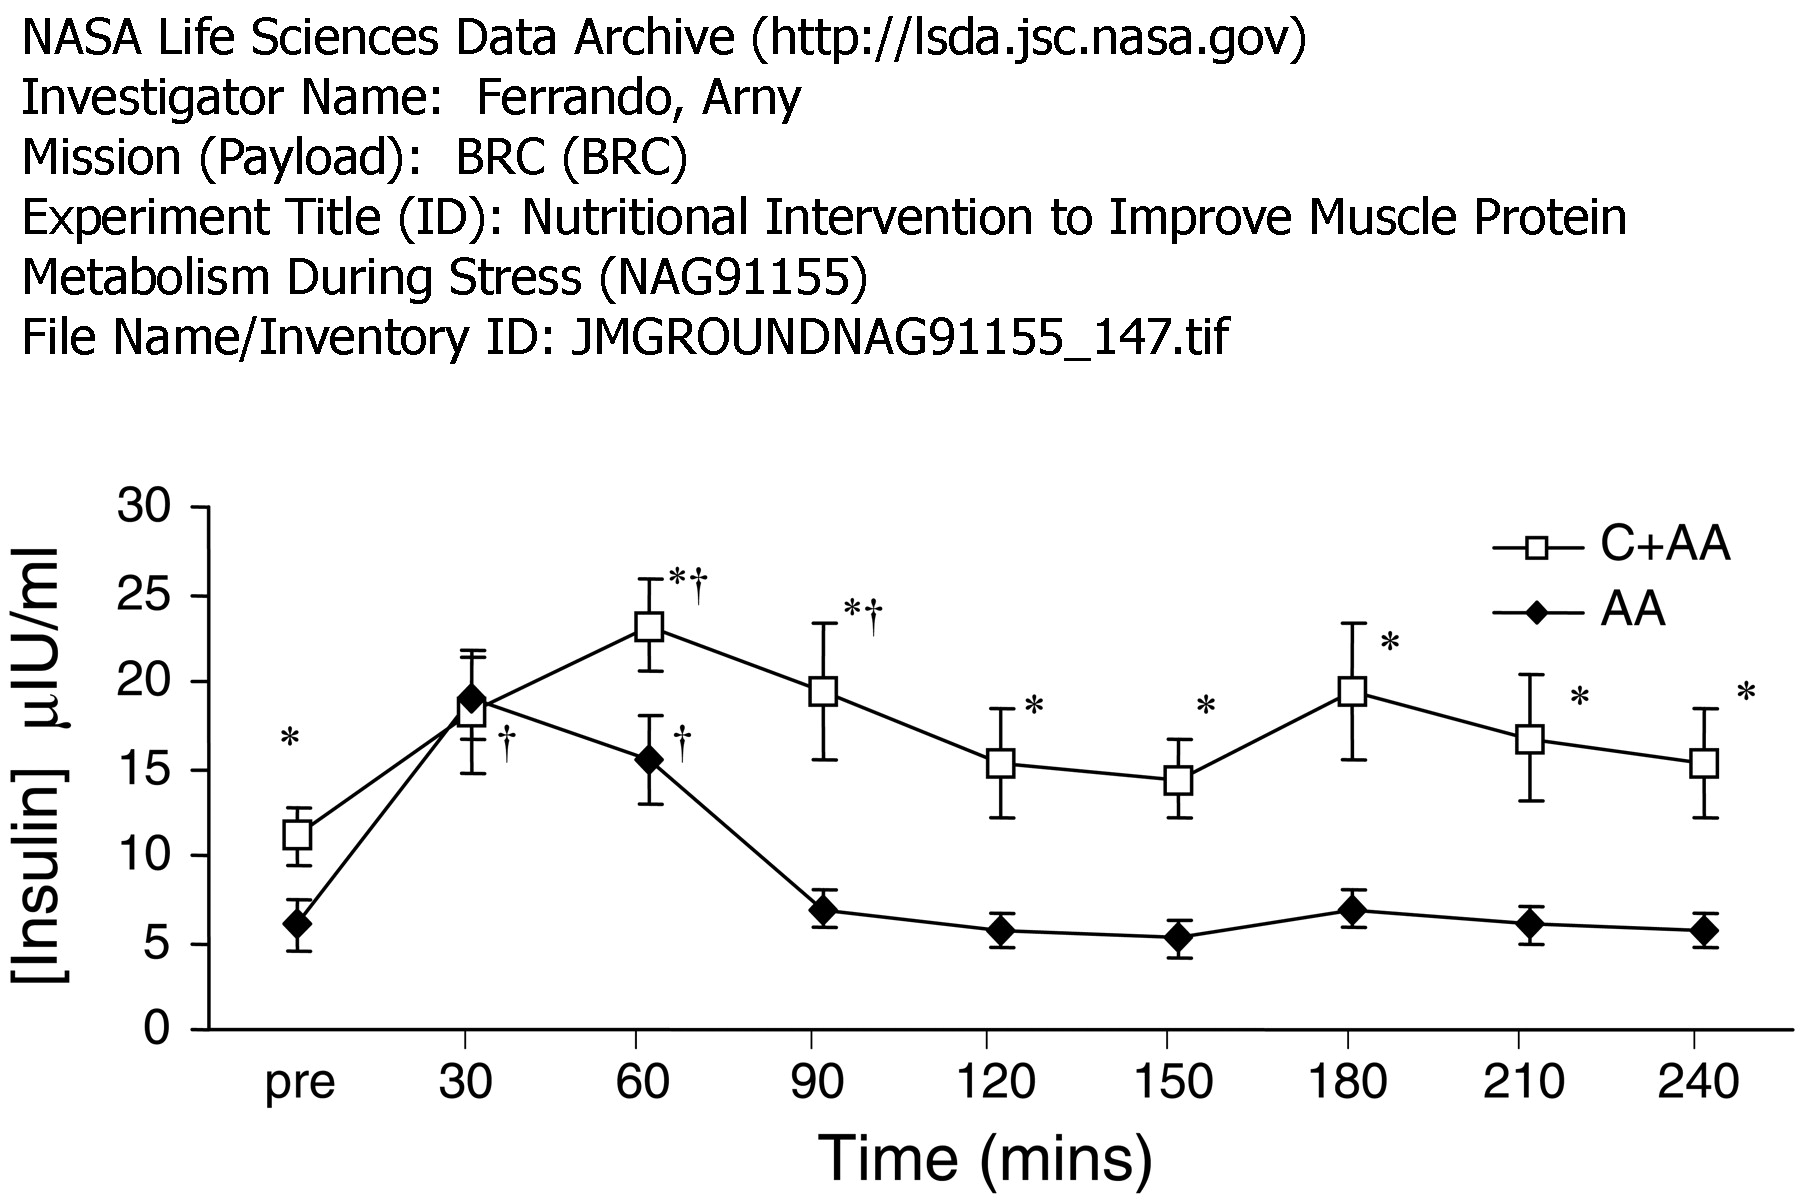 NASA Life Sciences Data Archive (http://lsda.jsc.nasa.gov)
Investigator Name:  Ferrando, Arny
Mission (Payload):  BRC (BRC)
Experiment Title (ID): Nutritional Intervention to Improve Muscle Protein
Metabolism During Stress (NAG91155)
File Name/Inventory ID: JMGROUNDNAG91155_147.tif
[Insulin] µIU/ml
30
25
20
15
10
5
0
C+AA
AA
*
†
*†
†
*†
*
*
*
*
*
pre 30 60 90 120 150 180 210 240
Time (mins)